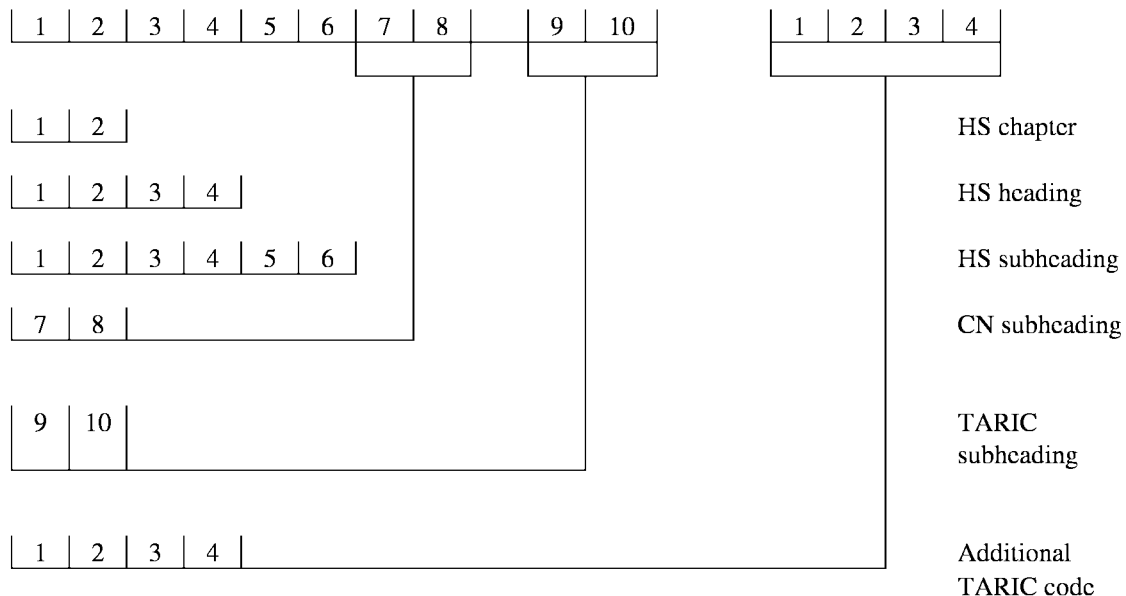 1 2 3 4 5 6 7 8 9 10 1 2 3 4
1 2 HS chapter
1 2 3 4 HS heading
1 2 3 4 5 6 HS subheading
7 8 CN subheading
9 10 TARIC
subheading
1 2 3 4 Additional
TARIC code